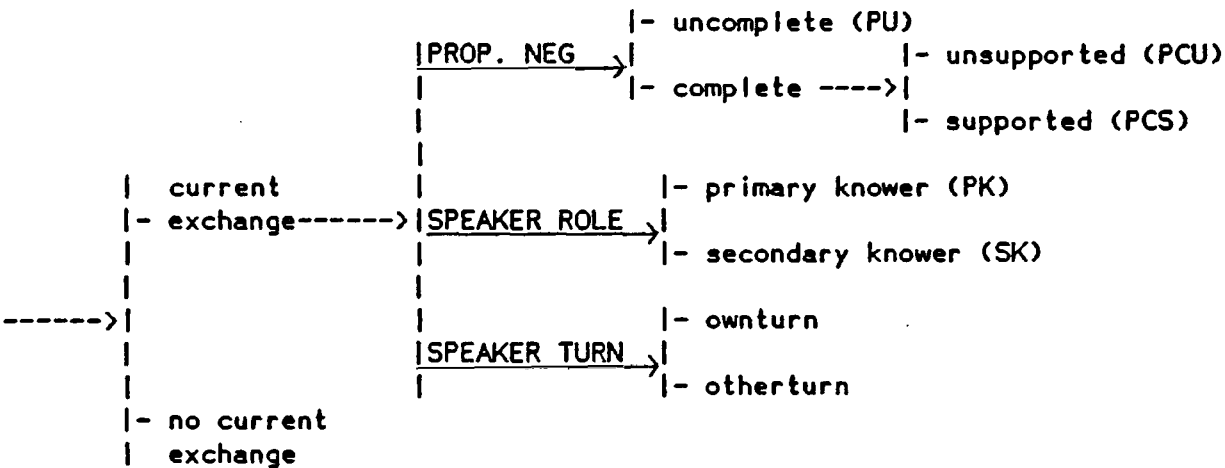 |- uncomplete (PU)
|PROP. NEG | |- unsupported (PCU)
|- complete ---->|
|- supported (PCS)
current |- primary knower (PK)
|- exchange------>|SPEAKER ROLE |
|- secondary knower (SK)
|- ownturn
------>|
|SPEAKER TURN
|- otherturn
|- no current
exchange